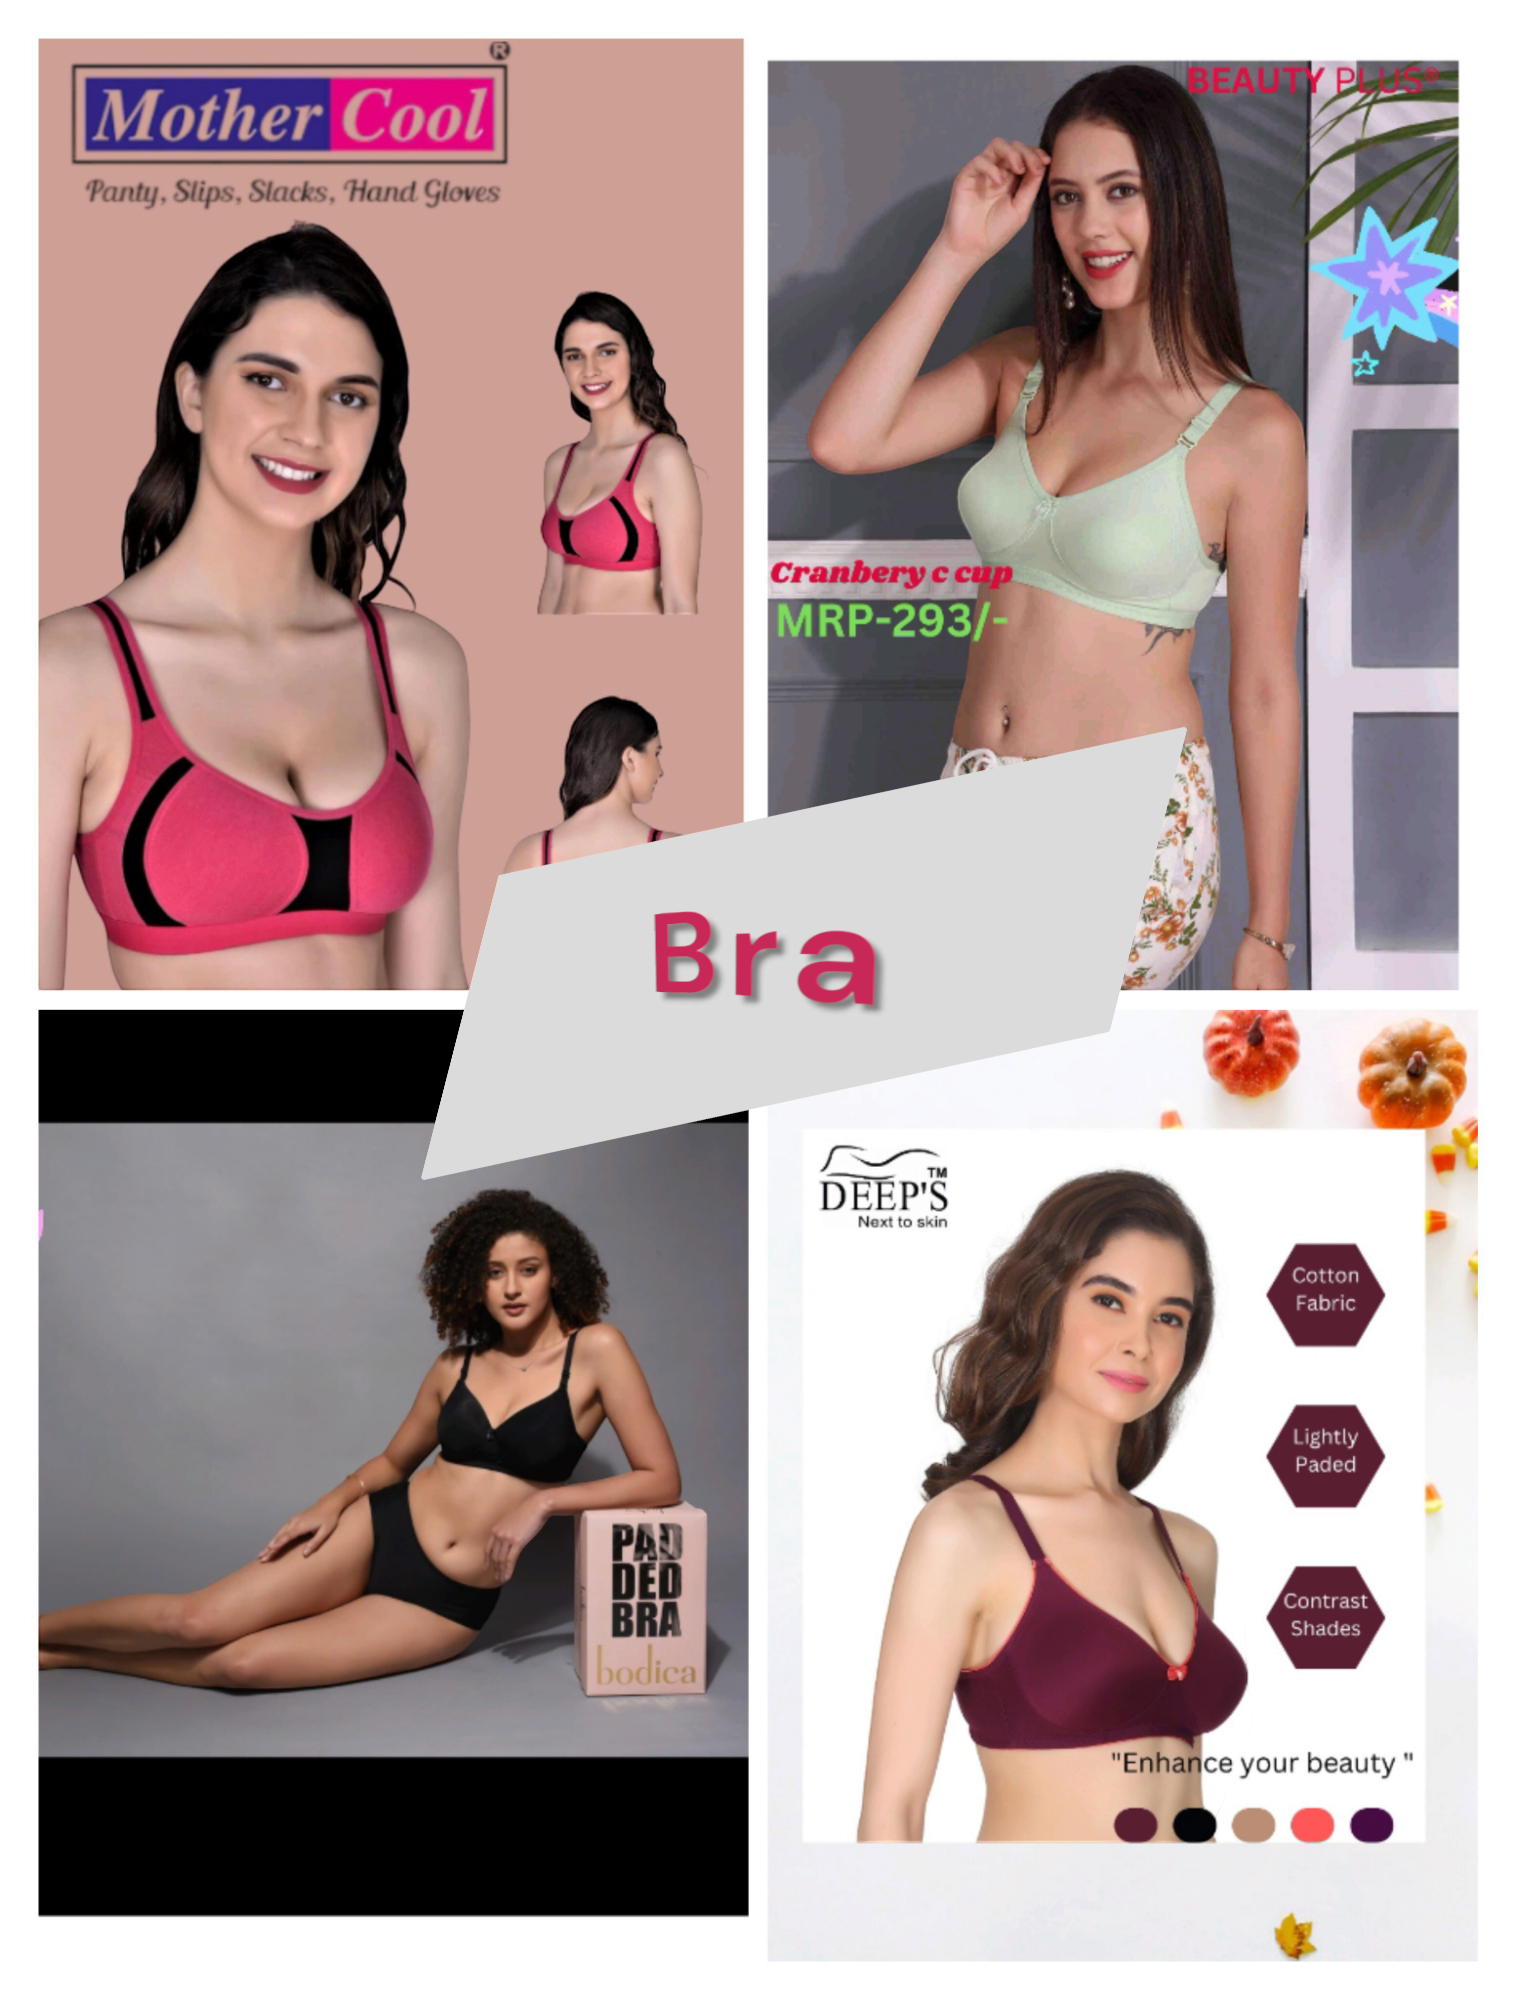 Mother Cool ®
Panty, Slips, Slacks, Hand Gloves
BEAUTY PLUS®
Cranbery c cup
MRP-293/-
Bra
PAD
DED
BRA
bodica
DEEP'S TM
Next to skin
Cotton
Fabric
Lightly
Paded
Contrast
Shades
"Enhance your beauty "